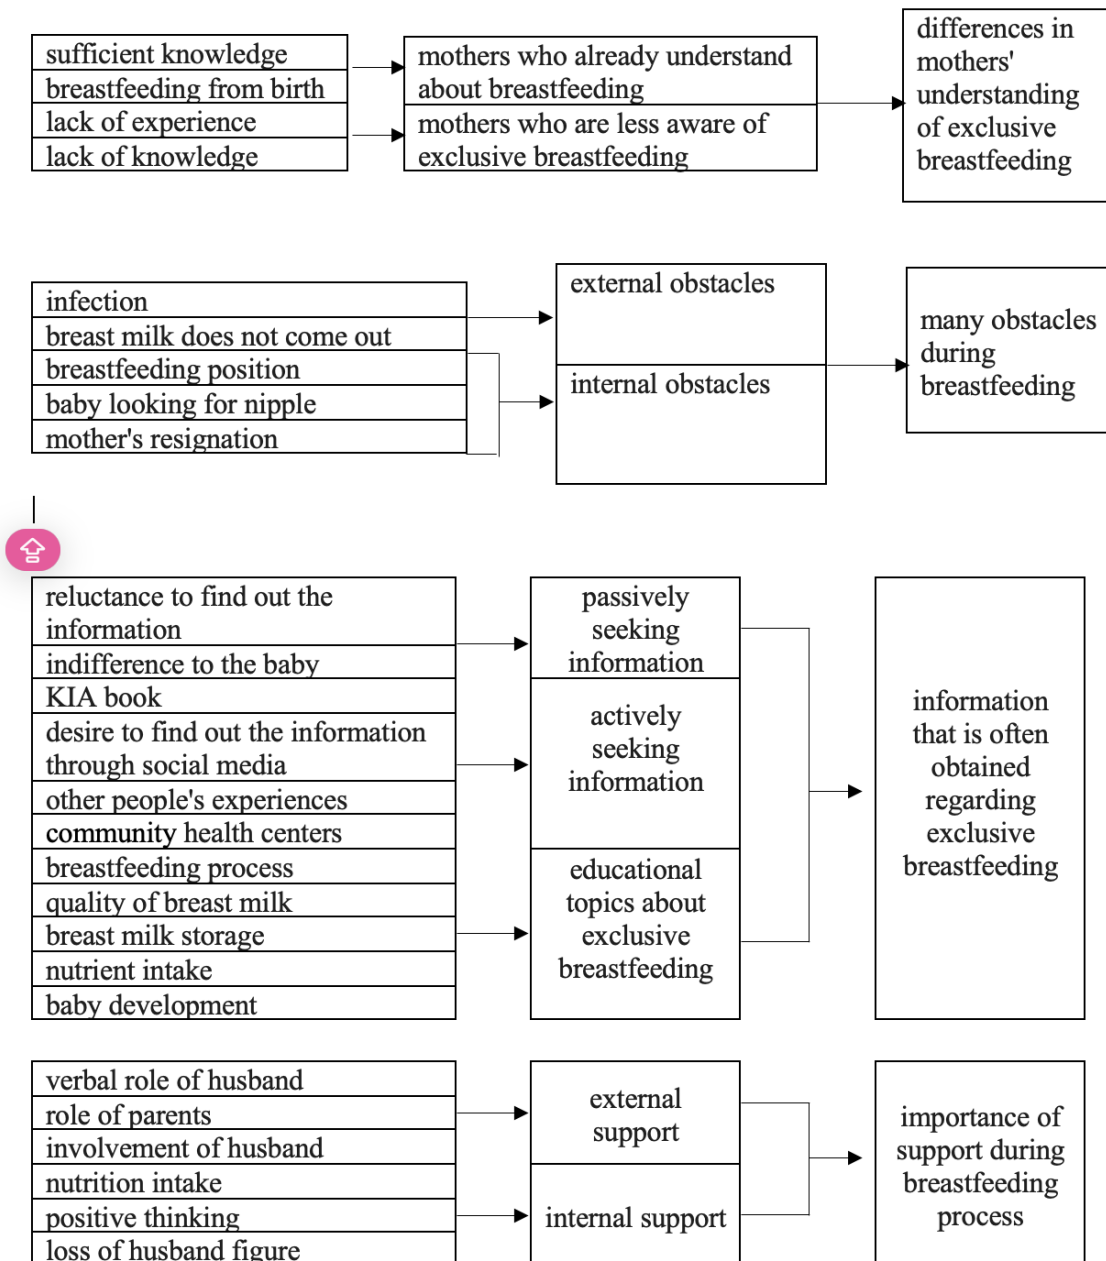 sufficient knowledge
breastfeeding from birth
lack of experience
lack of knowledge
mothers who already understand
about breastfeeding
mothers who are less aware of
exclusive breastfeeding
differences in
mothers'
understanding
of exclusive
breastfeeding
infection
breast milk does not come out
breastfeeding position
baby looking for nipple
mother's resignation
external obstacles
internal obstacles
many obstacles
during
breastfeeding
reluctance to find out the
information
indifference to the baby
KIA book
desire to find out the information
through social media
other people's experiences
community health centers
breastfeeding process
quality of breast milk
breast milk storage
nutrient intake
baby development
passively
seeking
information
actively
seeking
information
educational
topics about
exclusive
breastfeeding
information
that is often
obtained
regarding
exclusive
breastfeeding
verbal role of husband
role of parents
involvement of husband
nutrition intake
positive thinking
loss of husband figure
external
support
internal support
importance of
support during
breastfeeding
process